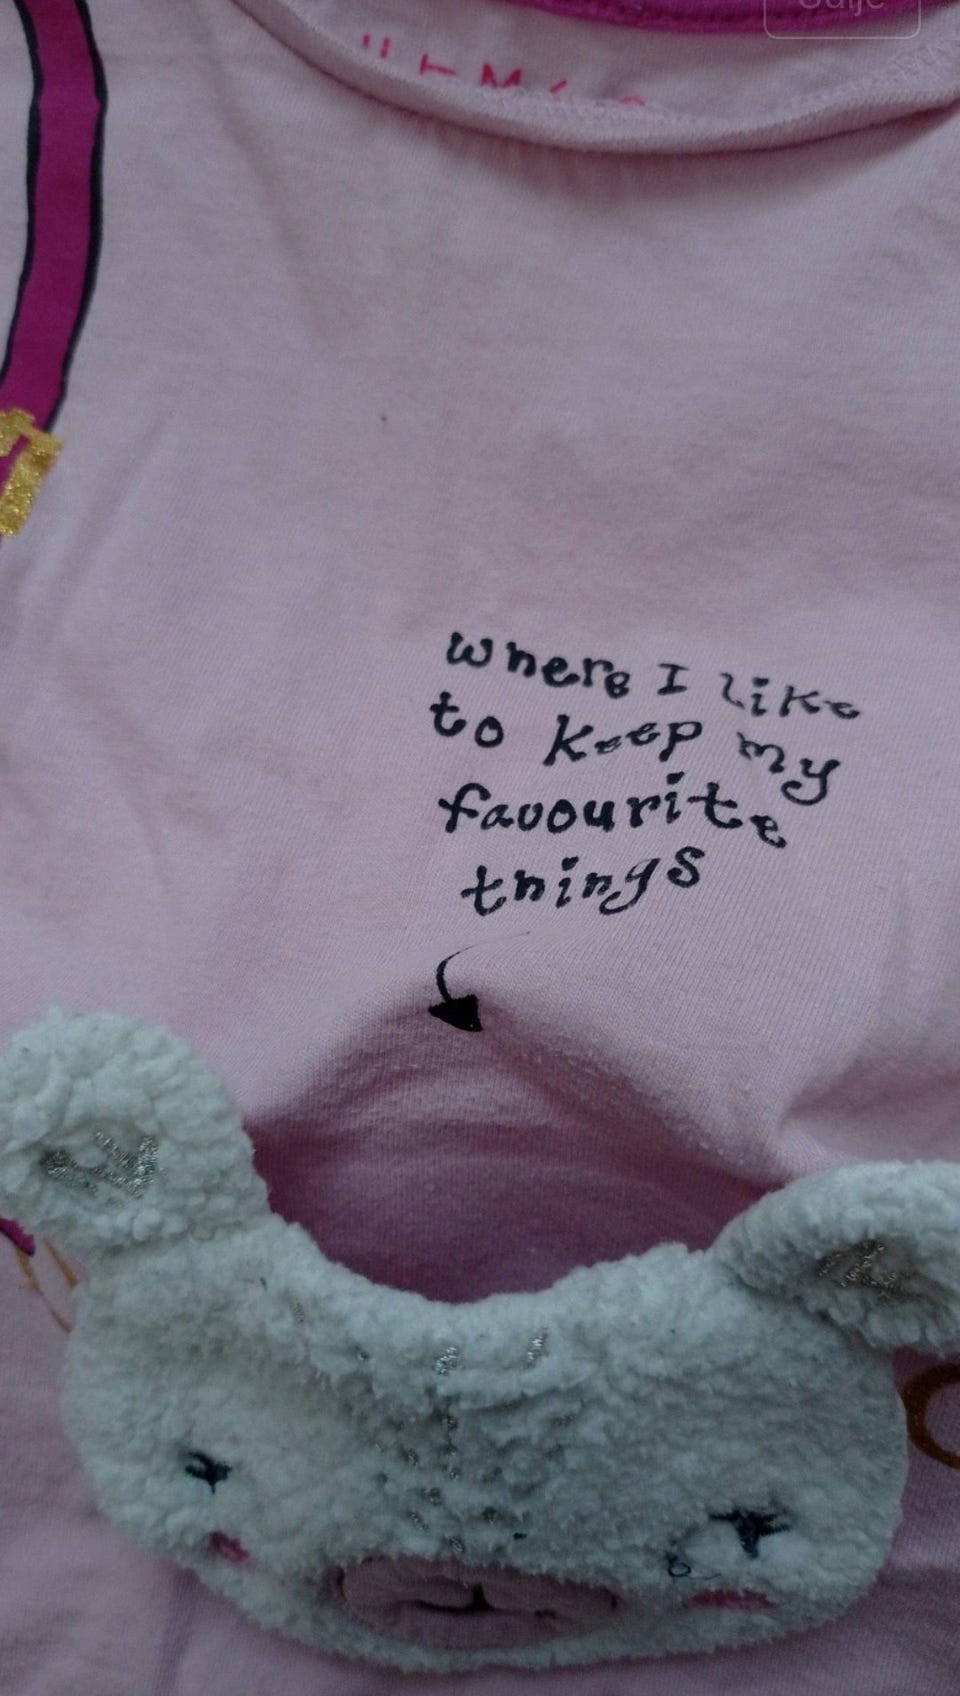 where I like
to keep my
favourite
things